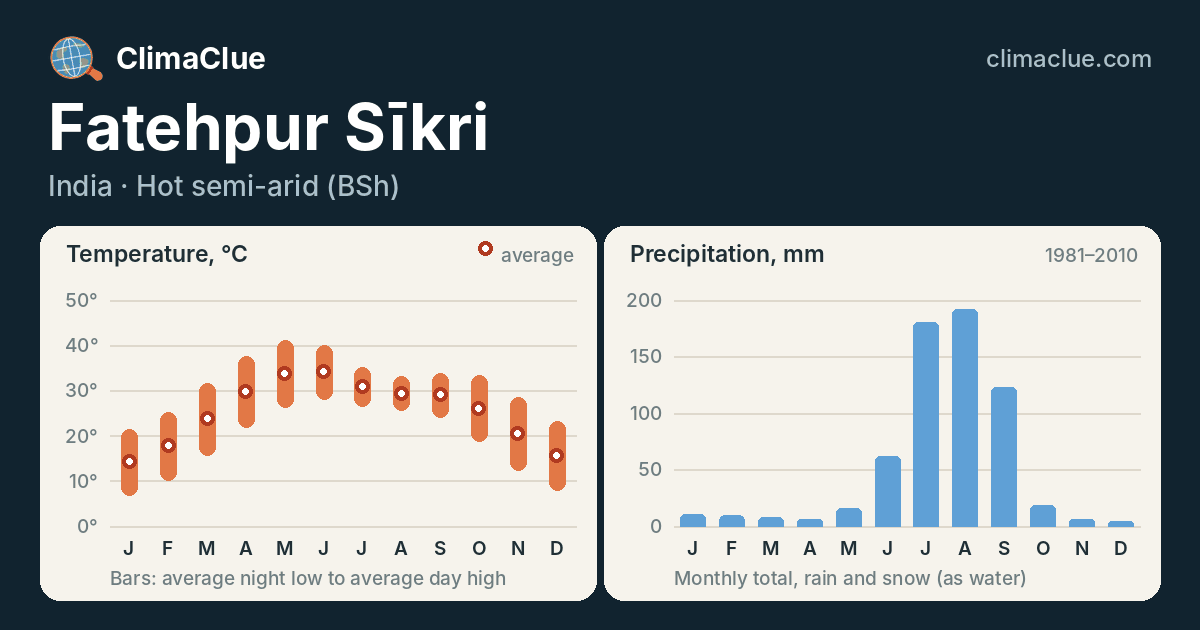 ClimaClue
climaclue.com
Fatehpur Sīkri
India · Hot semi-arid (BSh)
Temperature, °C
average
50°
40°
30°
20°
10°
0°
J F M A M J J A S O N D
Bars: average night low to average day high
Precipitation, mm
1981–2010
200
150
100
50
0
J F M A M J J A S O N D
Monthly total, rain and snow (as water)